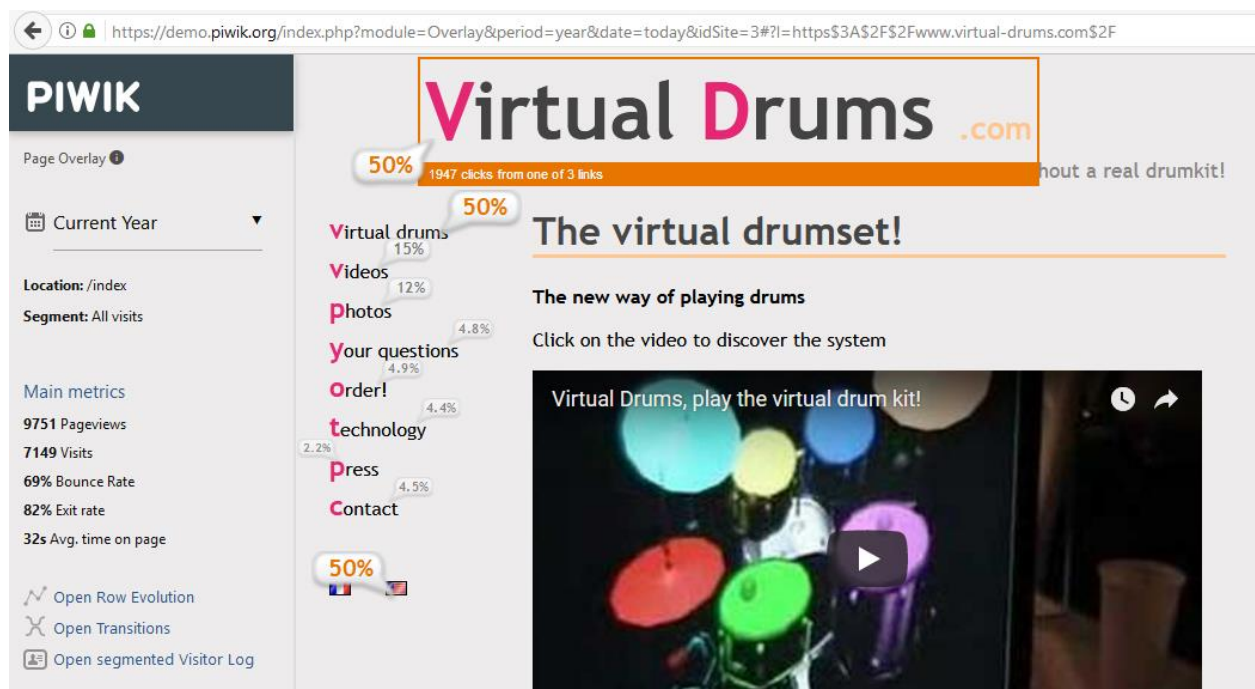 https://demo.piwik.org/index.php?module=Overlay&period=year&date=today&idSite=3#?l=https$3A$2F$2Fwww.virtual-drums.com$2F
PIWIK
Page Overlay
Current Year
Location: /index
Segment: All visits
Main metrics
9751 Pageviews
7149 Visits
69% Bounce Rate
82% Exit rate
32s Avg. time on page
Open Row Evolution
Open Transitions
Open segmented Visitor Log
Virtual Drums .com
50%
1947 clicks from one of 3 links
hout a real drumkit!
50%
Virtual drums
15%
Videos
12%
Photos
4.8%
your questions
4.9%
Order!
4.4%
technology
2.2%
Press
4.5%
Contact
50%
The virtual drumset!
The new way of playing drums
Click on the video to discover the system
Virtual Drums, play the virtual drum kit!